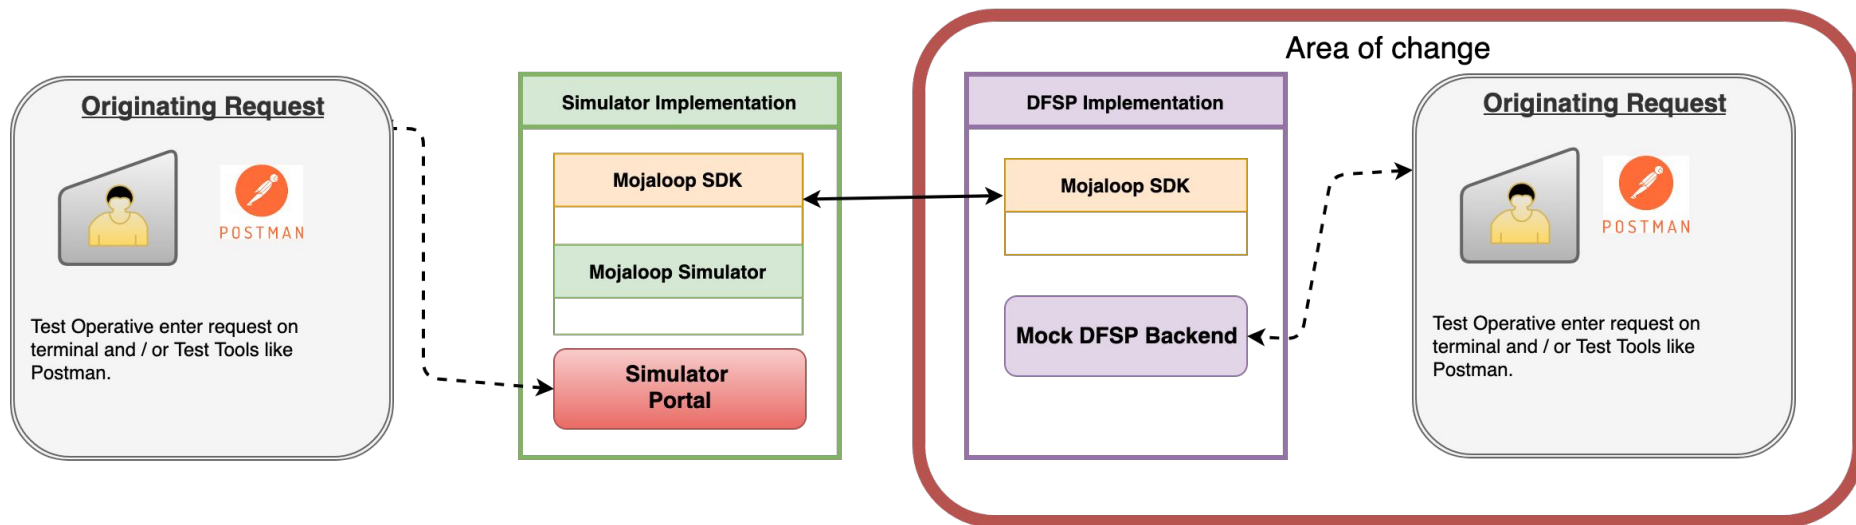 Area of change
Originating Request
POSTMAN
Test Operative enter request on
terminal and / or Test Tools like
Postman.
Simulator Implementation
Mojaloop SDK
Mojaloop Simulator
Simulator
Portal
DFSP Implementation
Mojaloop SDK
Mock DFSP Backend
Originating Request
POSTMAN
Test Operative enter request on
terminal and / or Test Tools like
Postman.